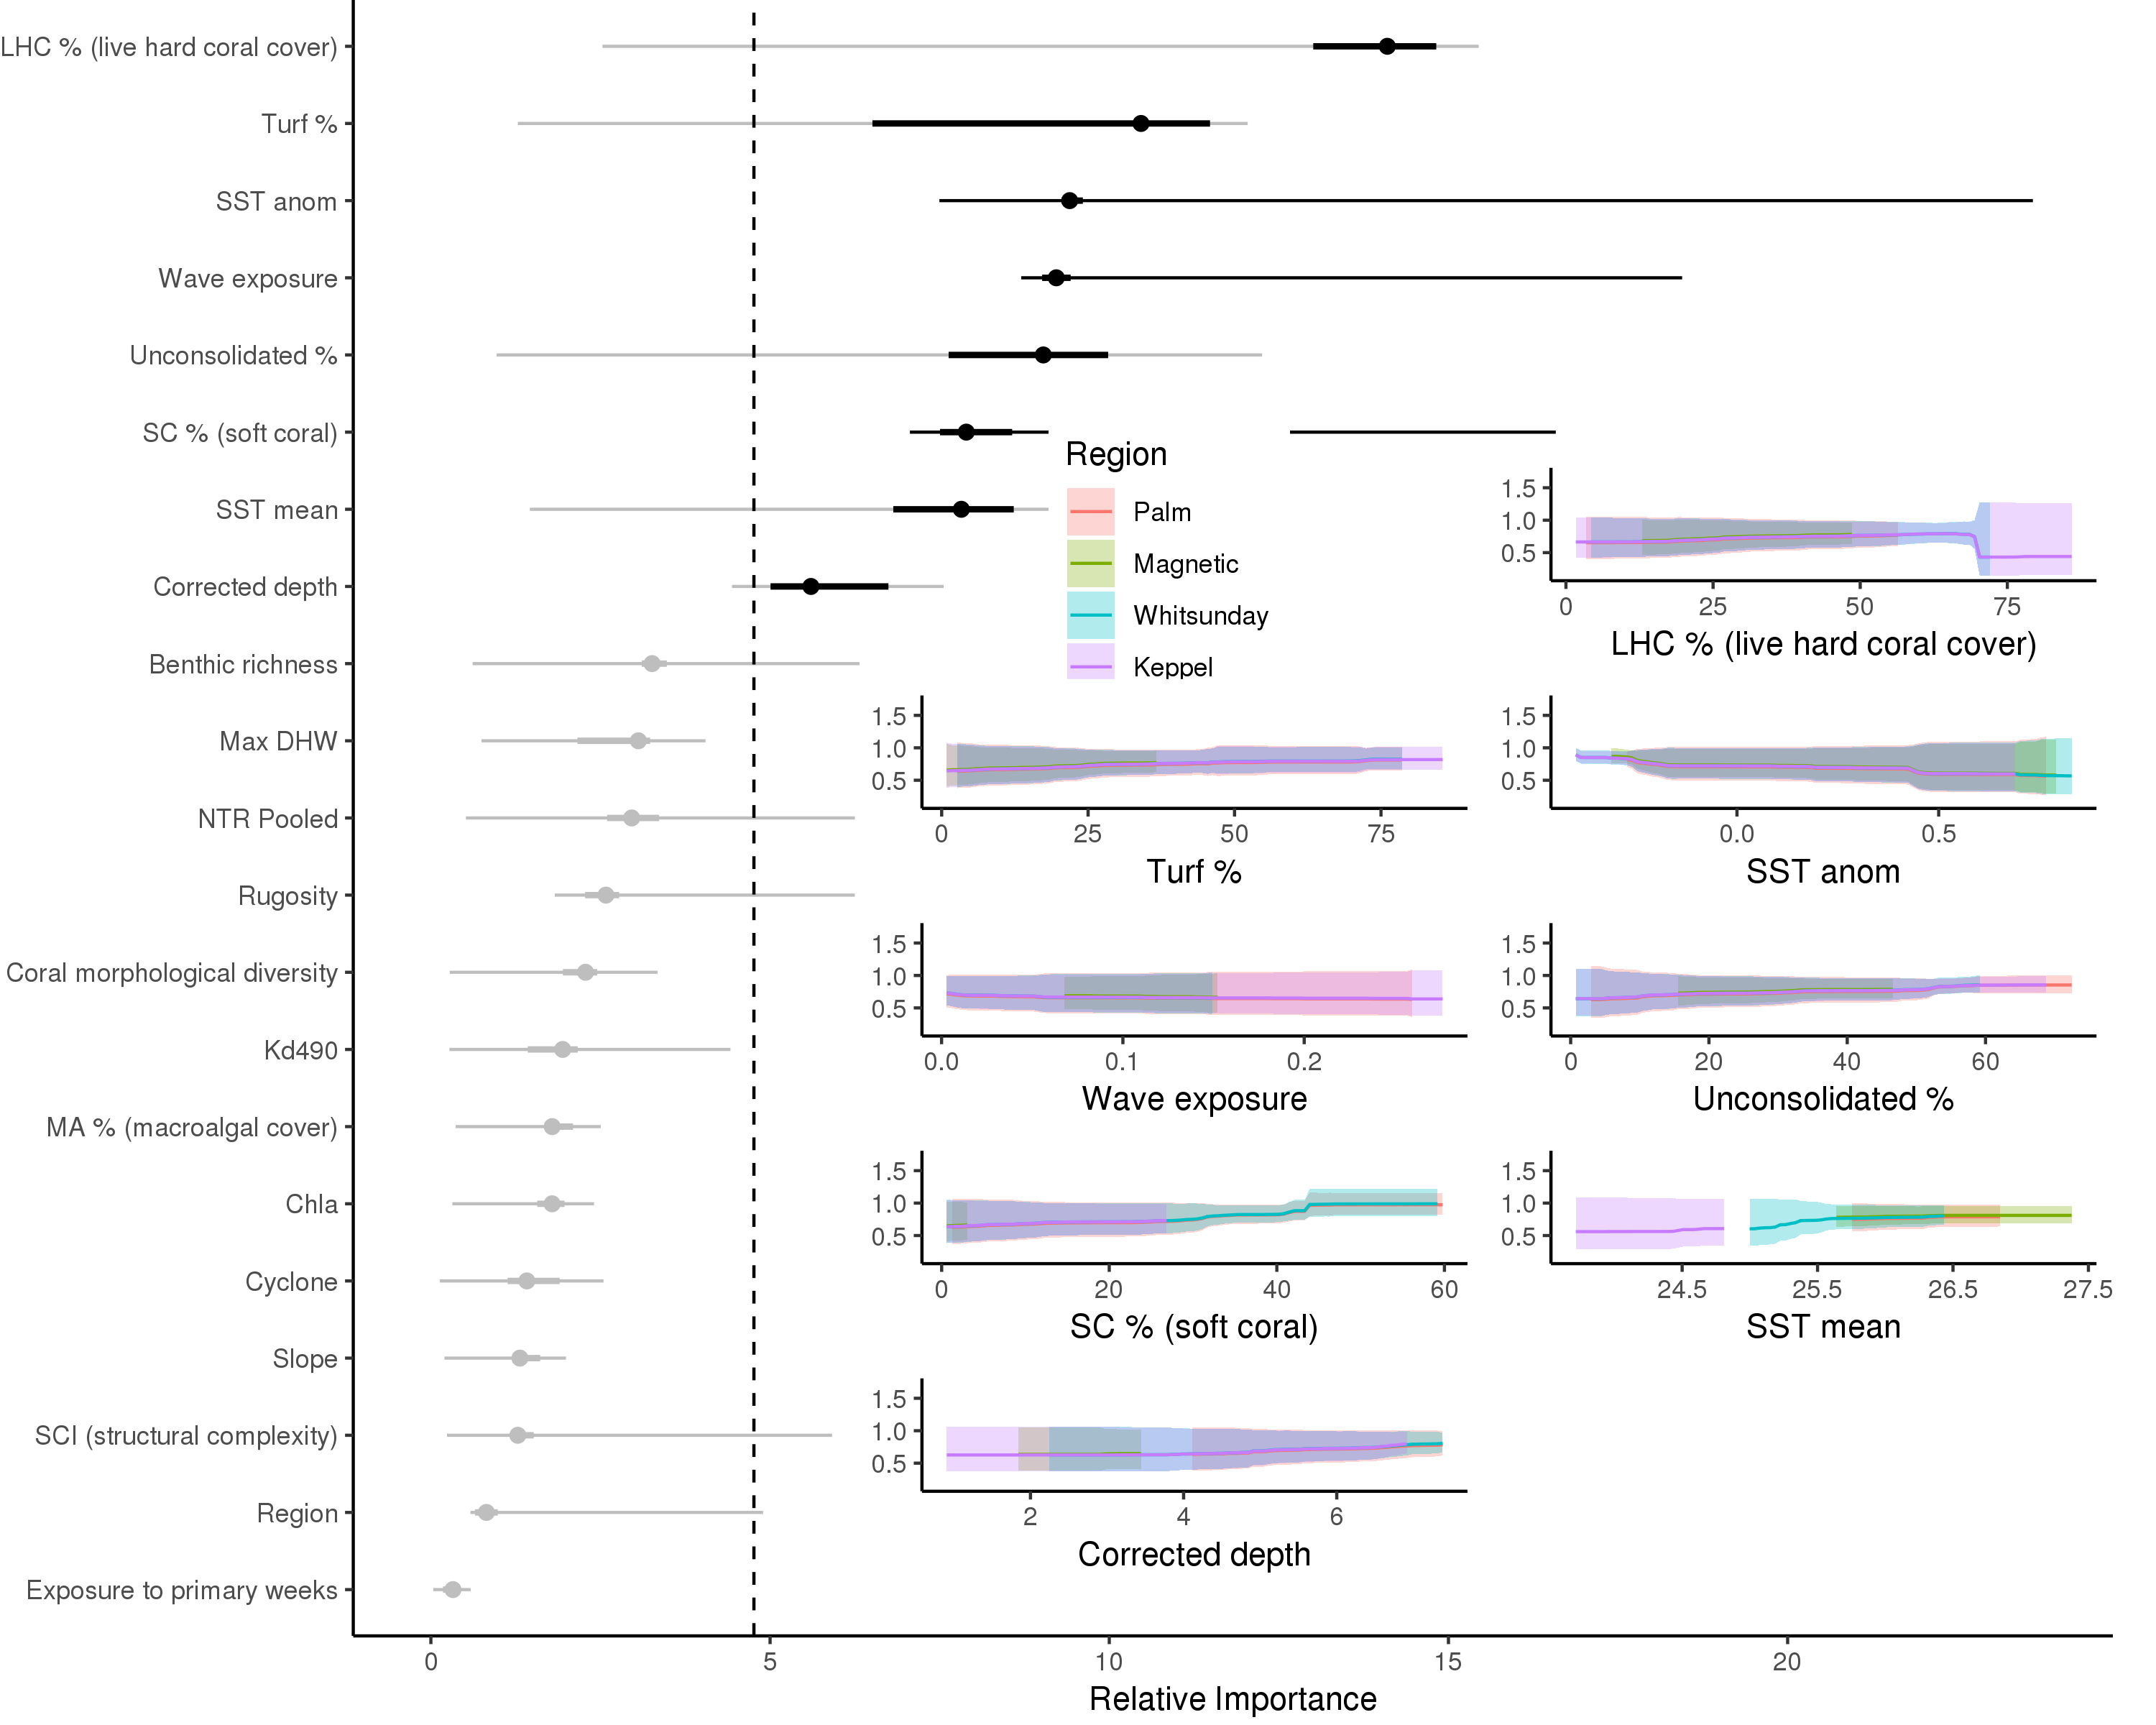 LHC % (live hard coral cover)
Turf %
SST anom
Wave exposure
Unconsolidated %
SC % (soft coral)
SST mean
Corrected depth
Benthic richness
Max DHW
NTR Pooled
Rugosity
Coral morphological diversity
Kd490
MA % (macroalgal cover)
Chla
Cyclone
Slope
SCI (structural complexity)
Region
Exposure to primary weeks
0 5 10 15 20
Relative Importance
Region
Palm
Magnetic
Whitsunday
Keppel
1.5
1.0
0.5
0 25 50 75
LHC % (live hard coral cover)
1.5
1.0
0.5
0 25 50 75
Turf %
1.5
1.0
0.5
0.0 0.5
SST anom
1.5
1.0
0.5
0.0 0.1 0.2
Wave exposure
1.5
1.0
0.5
0 20 40 60
Unconsolidated %
1.5
1.0
0.5
0 20 40 60
SC % (soft coral)
1.5
1.0
0.5
24.5 25.5 26.5 27.5
SST mean
1.5
1.0
0.5
2 4 6
Corrected depth